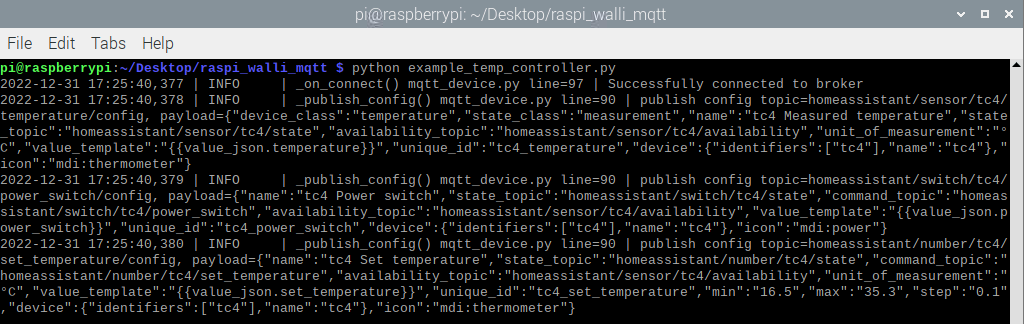 pi@raspberrypi: ~/Desktop/raspi_walli_mqtt
File Edit Tabs Help
pi@raspberrypi:~/Desktop/raspi_walli_mqtt $ python example_temp_controller.py
2022-12-31 17:25:40,377 | INFO     | _on_connect() mqtt_device.py line=97 | Successfully connected to broker
2022-12-31 17:25:40,378 | INFO     | _publish_config() mqtt_device.py line=90 | publish config topic=homeassistant/sensor/tc4/
temperature/config, payload={"device_class":"temperature","state_class":"measurement","name":"tc4 Measured temperature","state
_topic":"homeassistant/sensor/tc4/state","availability_topic":"homeassistant/sensor/tc4/availability","unit_of_measurement":"°
C","value_template":"{{value_json.temperature}}","unique_id":"tc4_temperature","device":{"identifiers":["tc4"],"name":"tc4"},"
icon":"mdi:thermometer"}
2022-12-31 17:25:40,379 | INFO     | _publish_config() mqtt_device.py line=90 | publish config topic=homeassistant/switch/tc4/
power_switch/config, payload={"name":"tc4 Power switch","state_topic":"homeassistant/switch/tc4/state","command_topic":"homeas
sistant/switch/tc4/power_switch","availability_topic":"homeassistant/sensor/tc4/availability","value_template":"{{value_json.p
ower_switch}}","unique_id":"tc4_power_switch","device":{"identifiers":["tc4"],"name":"tc4"},"icon":"mdi:power"}
2022-12-31 17:25:40,380 | INFO     | _publish_config() mqtt_device.py line=90 | publish config topic=homeassistant/number/tc4/
set_temperature/config, payload={"name":"tc4 Set temperature","state_topic":"homeassistant/number/tc4/state","command_topic":"
homeassistant/number/tc4/set_temperature","availability_topic":"homeassistant/sensor/tc4/availability","unit_of_measurement":"
°C","value_template":"{{value_json.set_temperature}}","unique_id":"tc4_set_temperature","min":"16.5","max":"35.3","step":"0.1"
,"device":{"identifiers":["tc4"],"name":"tc4"},"icon":"mdi:thermometer"}